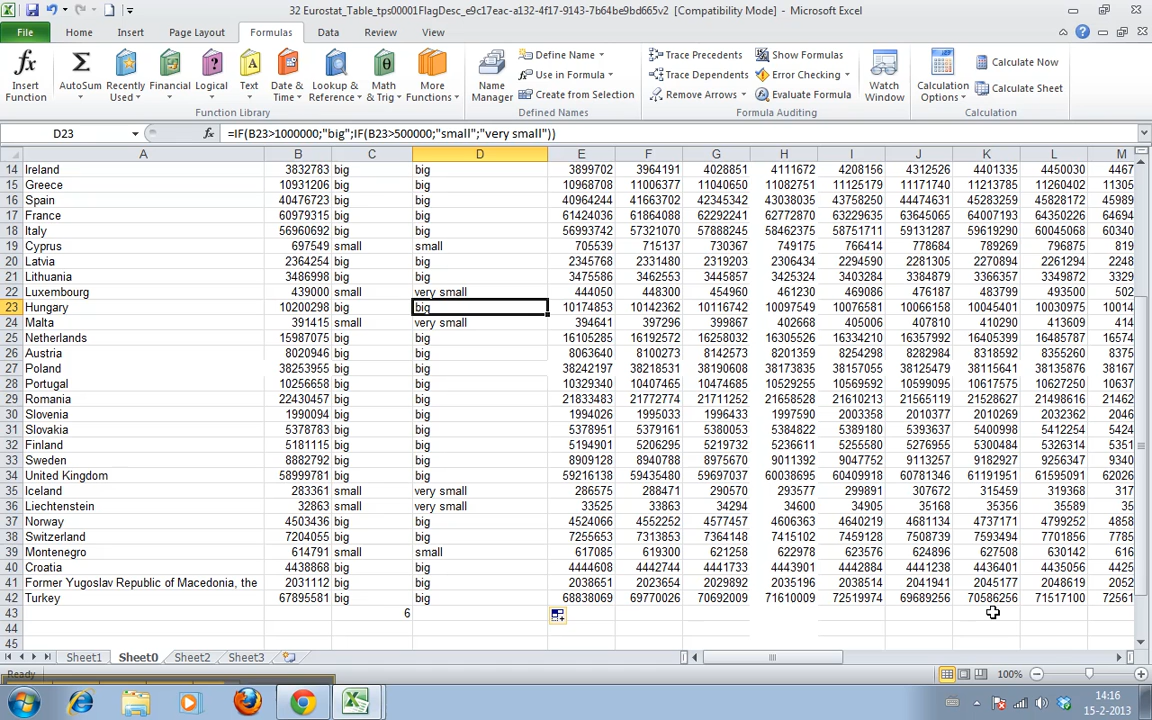 32 Eurostat_Table_tps00001FlagDesc_e9c17eac-a132-4f17-9143-7b64be9bd665v2 [Compatibility Mode] - Microsoft Excel
File Home Insert Page Layout Formulas Data Review View
fx Σ Trace Precedents Show Formulas
Define Name
Insert Function AutoSum Recently Used Financial Logical Text Date & Time Lookup & Reference Math & Trig More Functions Name Manager Use in Formula Trace Dependents Error Checking Watch Window Calculation Options Calculate Now
Create from Selection Remove Arrows Evaluate Formula Calculate Sheet
Function Library Defined Names Formula Auditing Calculation
D23 fx =IF(B23>1000000;"big";IF(B23>500000;"small";"very small"))
A B C D E F G H I J K L M
14 Ireland 3832783 big big 3899702 3964191 4028851 4111672 4208156 4312526 4401335 4450030 4467
15 Greece 10931206 big big 10968708 11006377 11040650 11082751 11125179 11171740 11213785 11260402 11305
16 Spain 40476723 big big 40964244 41663702 42345342 43038035 43758250 44474631 45283259 45828172 45989
17 France 60979315 big big 61424036 61864088 62292241 62772870 63229635 63645065 64007193 64350226 64694
18 Italy 56960692 big big 56993742 57321070 57888245 58462375 58751711 59131287 59619290 60045068 60340
19 Cyprus 697549 small small 705539 715137 730367 749175 766414 778684 789269 796875 819
20 Latvia 2364254 big big 2345768 2331480 2319203 2306434 2294590 2281305 2270894 2261294 2248
21 Lithuania 3486998 big big 3475586 3462553 3445857 3425324 3403284 3384879 3366357 3349872 3329
22 Luxembourg 439000 small very small 444050 448300 454960 461230 469086 476187 483799 493500 502
23 Hungary 10200298 big big 10174853 10142362 10116742 10097549 10076581 10066158 10045401 10030975 10014
24 Malta 391415 small very small 394641 397296 399867 402668 405006 407810 410290 413609 414
25 Netherlands 15987075 big big 16105285 16192572 16258032 16305526 16334210 16357992 16405399 16485787 16574
26 Austria 8020946 big big 8063640 8100273 8142573 8201359 8254298 8282984 8318592 8355260 8375
27 Poland 38253955 big big 38242197 38218531 38190608 38173835 38157055 38125479 38115641 38135876 38167
28 Portugal 10256658 big big 10329340 10407465 10474685 10529255 10569592 10599095 10617575 10627250 10637
29 Romania 22430457 big big 21833483 21772774 21711252 21658528 21610213 21565119 21528627 21498616 21462
30 Slovenia 1990094 big big 1994026 1995033 1996433 1997590 2003358 2010377 2010269 2032362 2046
31 Slovakia 5378783 big big 5378951 5379161 5380053 5384822 5389180 5393637 5400998 5412254 5424
32 Finland 5181115 big big 5194901 5206295 5219732 5236611 5255580 5276955 5300484 5326314 5351
33 Sweden 8882792 big big 8909128 8940788 8975670 9011392 9047752 9113257 9182927 9256347 9340
34 United Kingdom 58999781 big big 59216138 59435480 59697037 60038695 60409918 60781346 61191951 61595091 62026
35 Iceland 283361 small very small 286575 288471 290570 293577 299891 307672 315459 319368 317
36 Liechtenstein 32863 small very small 33525 33863 34294 34600 34905 35168 35356 35589 35
37 Norway 4503436 big big 4524066 4552252 4577457 4606363 4640219 4681134 4737171 4799252 4858
38 Switzerland 7204055 big big 7255653 7313853 7364148 7415102 7459128 7508739 7593494 7701856 7785
39 Montenegro 614791 small small 617085 619300 621258 622978 623576 624896 627508 630142 616
40 Croatia 4438868 big big 4444608 4442744 4441733 4443901 4442884 4441238 4436401 4435056 4425
41 Former Yugoslav Republic of Macedonia, the 2031112 big big 2038651 2023654 2029892 2035196 2038514 2041941 2045177 2048619 2052
42 Turkey 67895581 big big 68838069 69770026 70692009 71610009 72519974 69689256 70586256 71517100 72561
43 6
44
45
Sheet1 Sheet0 Sheet2 Sheet3
Ready 100%
14:16
15-2-2013